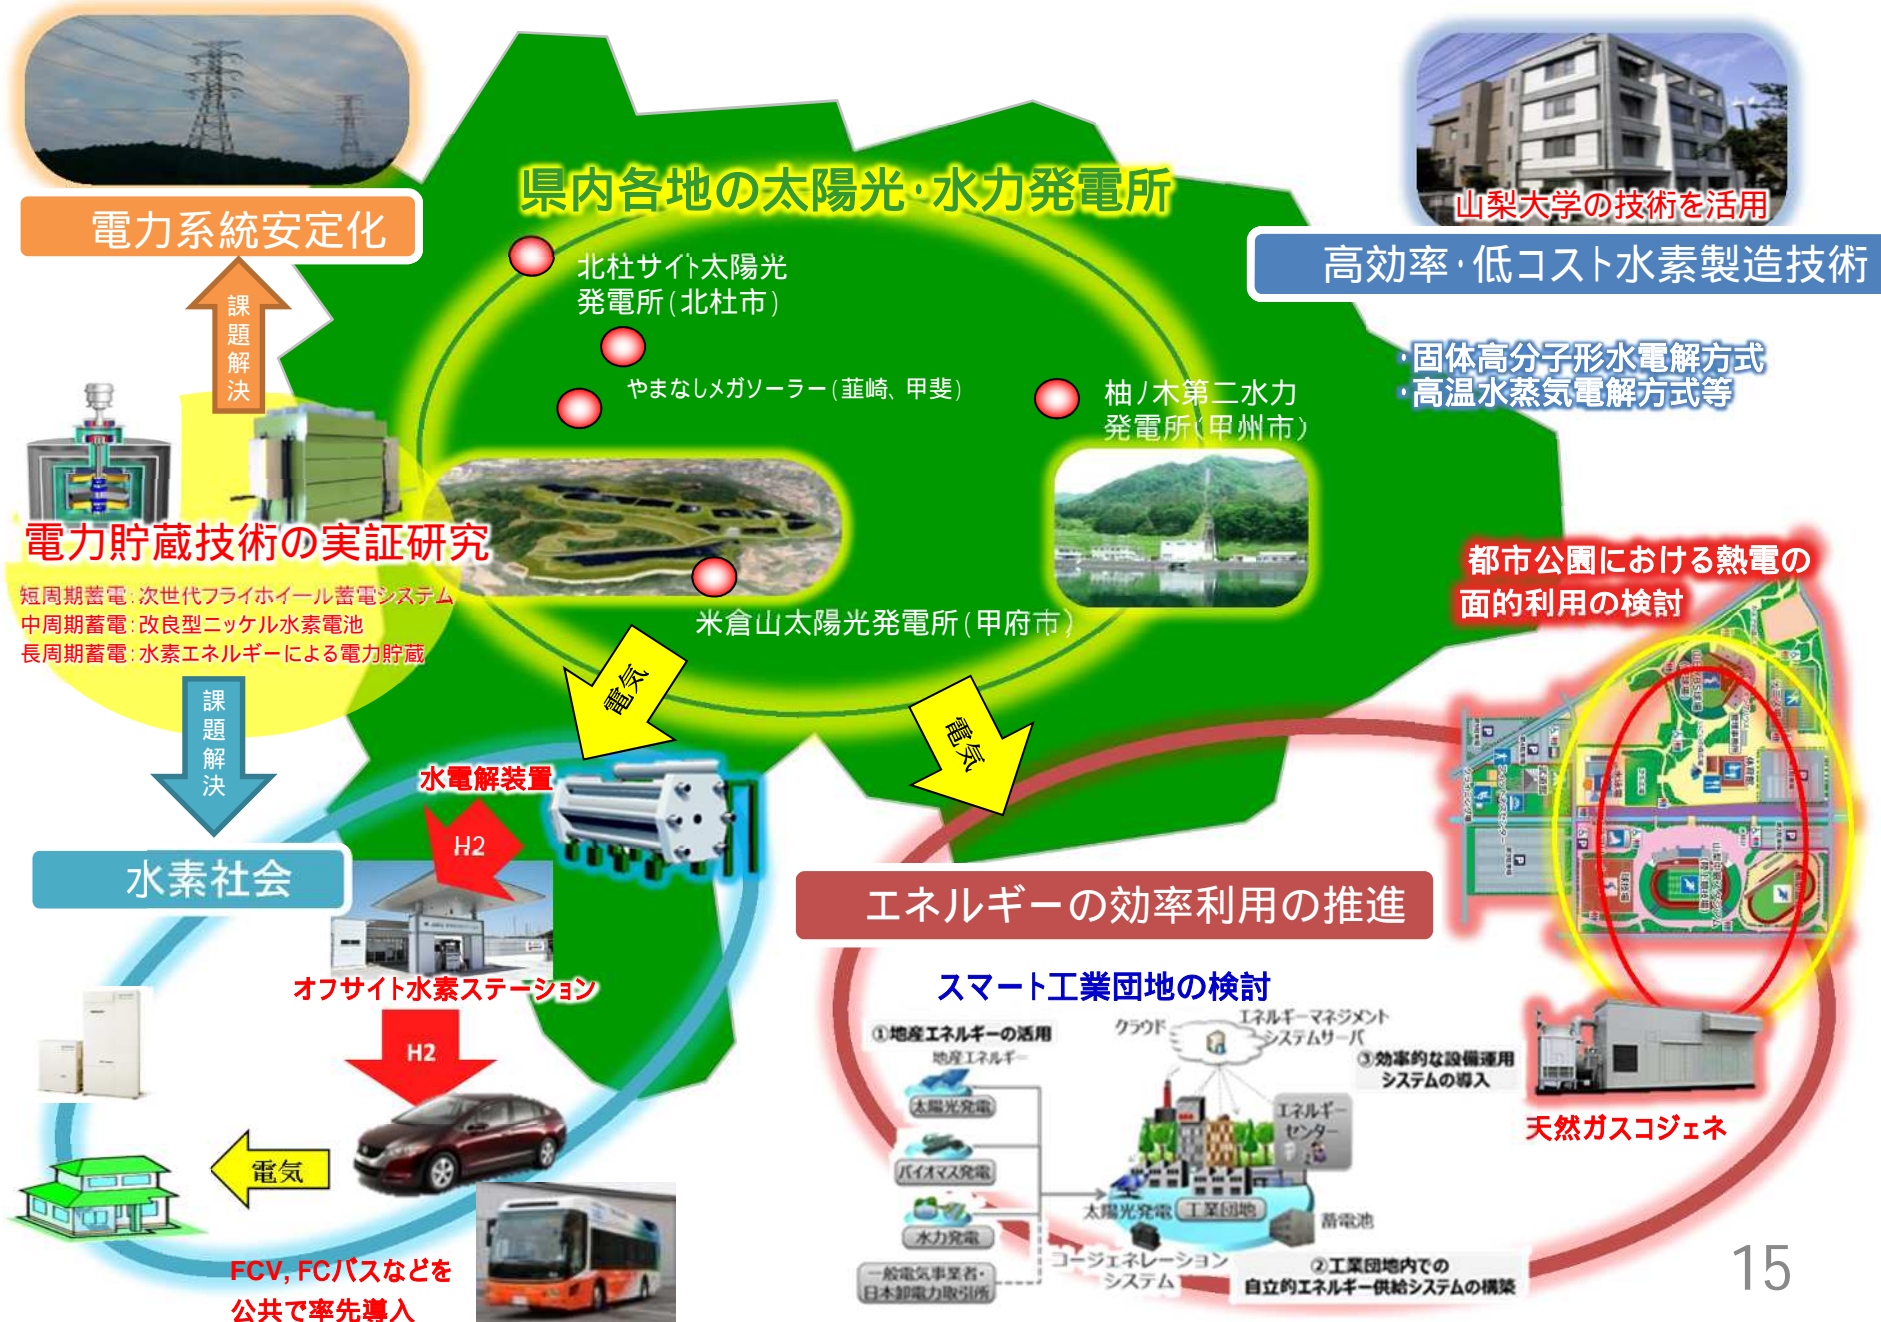 県内各地の太陽光・水力発電所
電力系統安定化
山梨大学の技術を活用
高効率・低コスト水素製造技術
・固体高分子形水電解方式
・高温水蒸気電解方式等
課題解決
北杜サイト太陽光
発電所(北杜市)
やまなしメガソーラー(韮崎、甲斐)
柚ノ木第二水力
発電所(甲州市)
米倉山太陽光発電所(甲府市)
電力貯蔵技術の実証研究
短周期蓄電:次世代フライホイール蓄電システム
中周期蓄電:改良型ニッケル水素電池
長周期蓄電:水素エネルギーによる電力貯蔵
課題解決
電気
電気
都市公園における熱電の
面的利用の検討
水素社会
水電解装置
H2
オフサイト水素ステーション
H2
電気
FCV, FCバスなどを
公共で率先導入
エネルギーの効率利用の推進
スマート工業団地の検討
①地産エネルギーの活用
地産エネルギー
太陽光発電
バイオマス発電
水力発電
一般電気事業者・
日本卸電力取引所
クラウド
エネルギーマネジメント
システムサーバ
③効率的な設備運用
システムの導入
エネルギー
センター
太陽光発電
工業団地
蓄電池
コージェネレーション
システム
②工業団地内での
自立的エネルギー供給システムの構築
天然ガスコジェネ
15